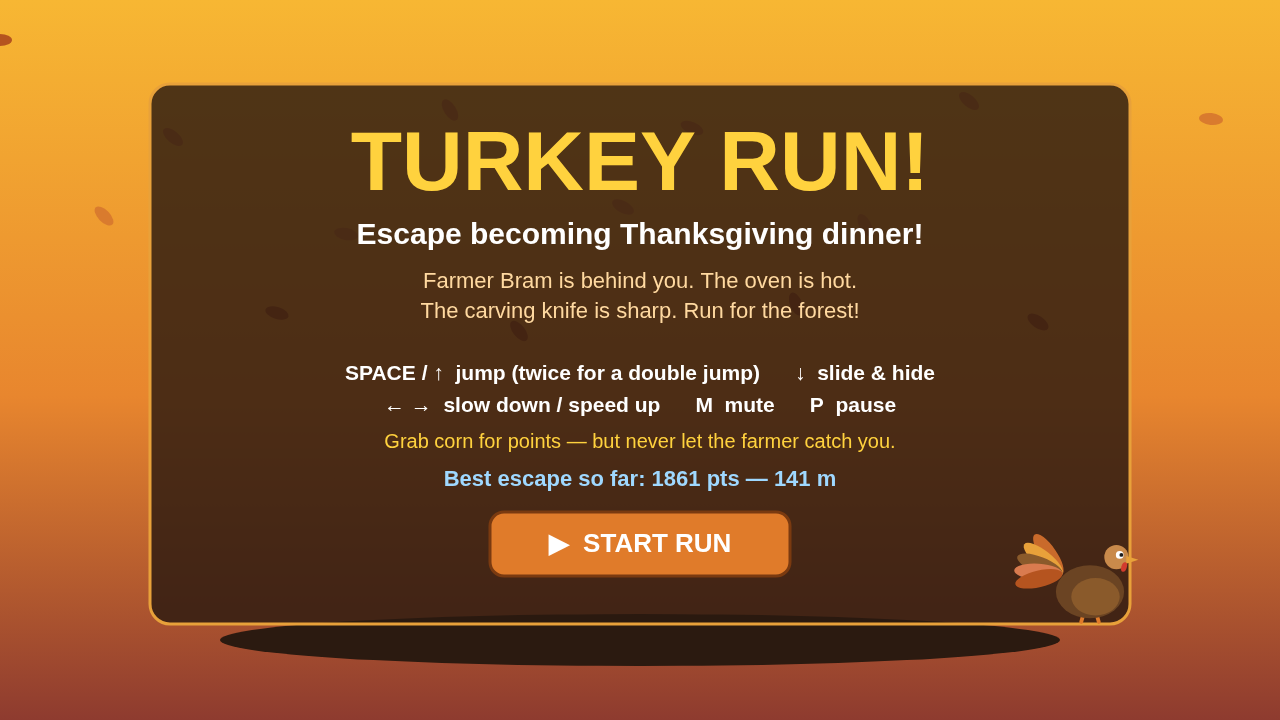 TURKEY RUN!
Escape becoming Thanksgiving dinner!
Farmer Bram is behind you. The oven is hot.
The carving knife is sharp. Run for the forest!
SPACE / ↑ jump (twice for a double jump) ↓ slide & hide
← → slow down / speed up M mute P pause
Grab corn for points — but never let the farmer catch you.
Best escape so far: 1861 pts — 141 m
▶ START RUN